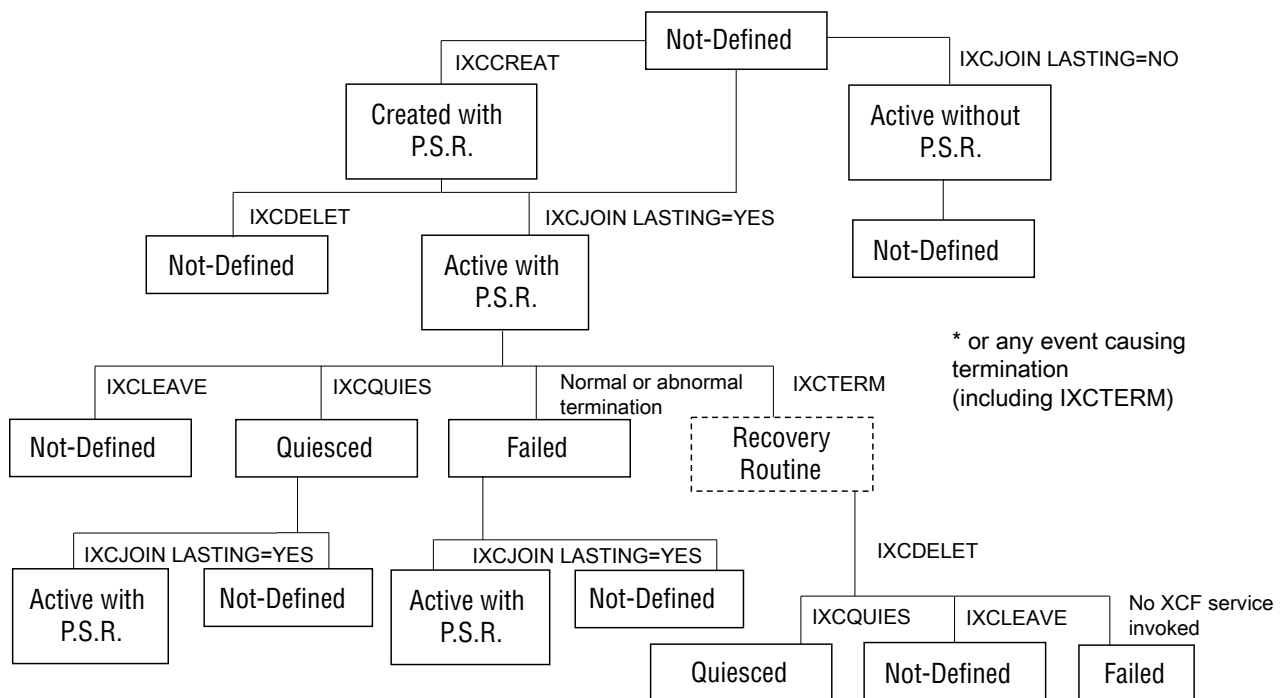 Not-Defined
IXCCREAT
IXCJOIN LASTING=NO
Created with
P.S.R.
Active without
P.S.R.
IXCDELET
IXCJOIN LASTING=YES
Not-Defined
Active with
P.S.R.
Not-Defined
* or any event causing
termination
(including IXCTERM)
IXCLEAVE
IXCQUIES
Normal or abnormal
termination
IXCTERM
Not-Defined
Quiesced
Failed
Recovery
Routine
IXCJOIN LASTING=YES
IXCJOIN LASTING=YES
IXCDELET
Active with
P.S.R.
Not-Defined
Active with
P.S.R.
Not-Defined
IXCQUIES
IXCLEAVE
No XCF service
invoked
Quiesced
Not-Defined
Failed